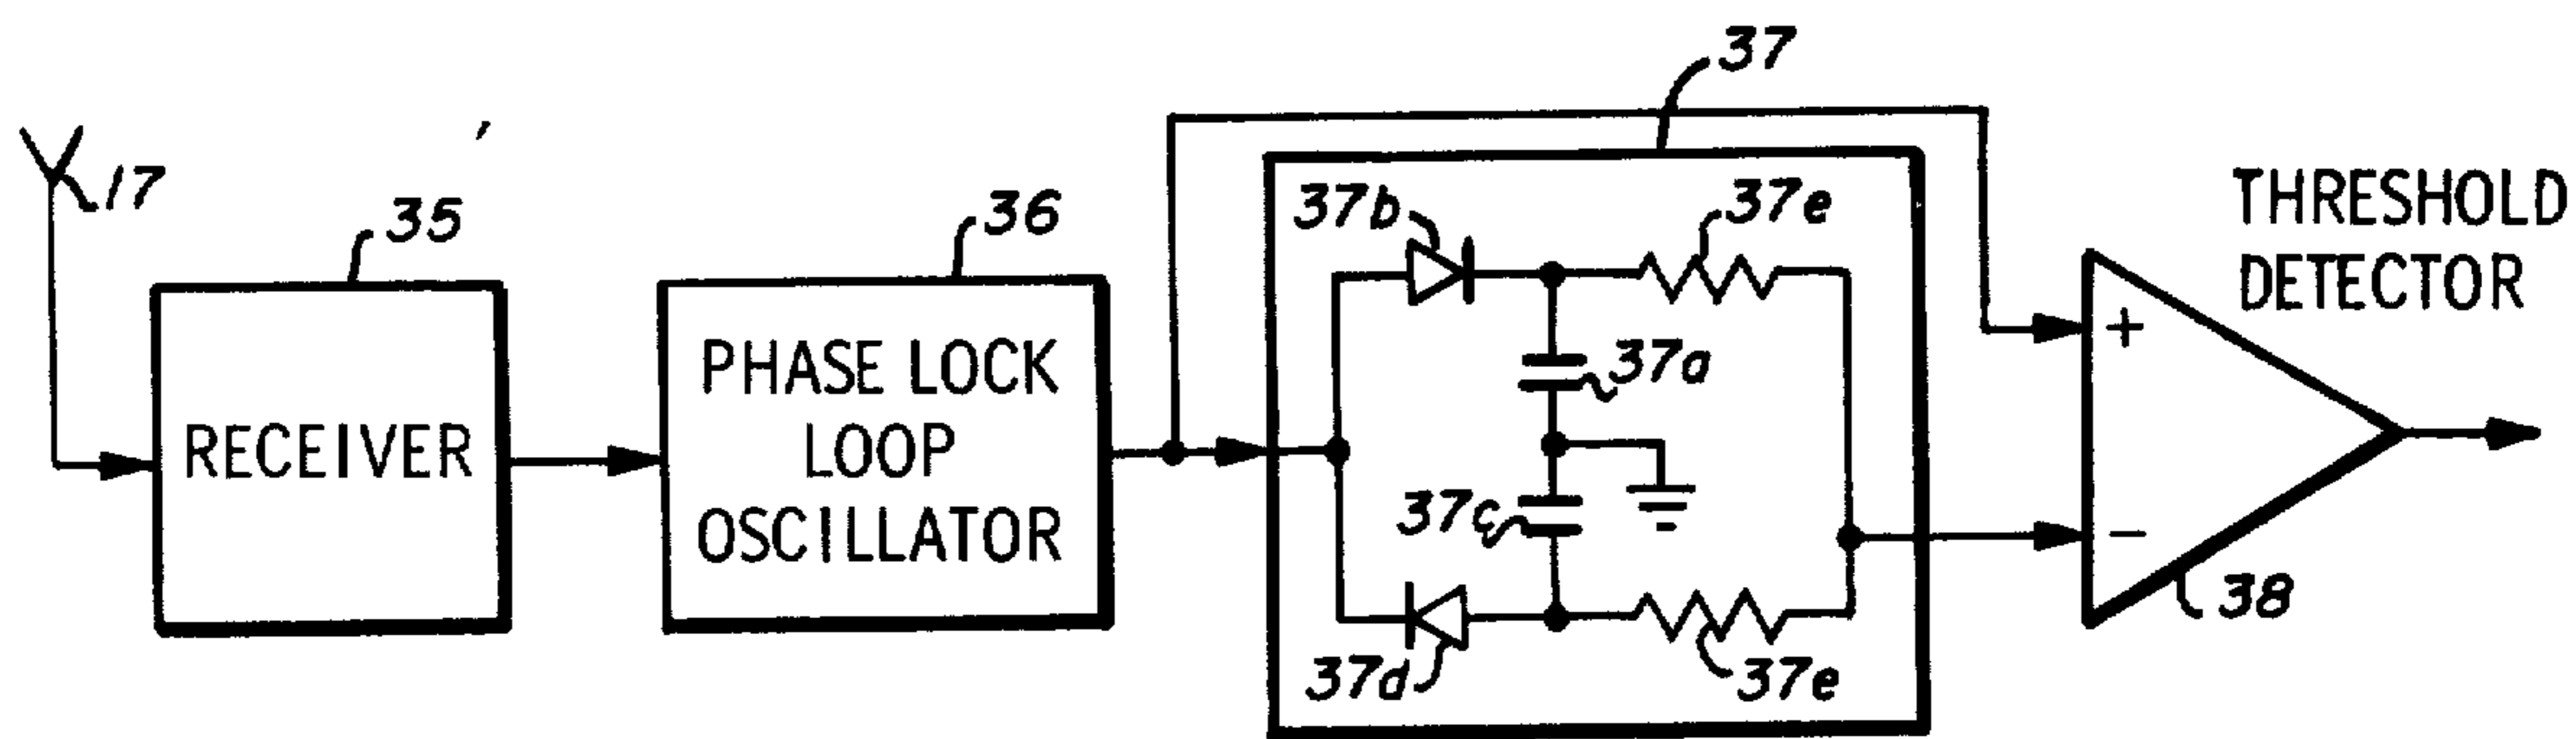 37
17
35
36
37b
37e
THRESHOLD
DETECTOR
+
37a
RECEIVER
PHASE LOCK
LOOP
OSCILLATOR
37c
−
37d
37e
38